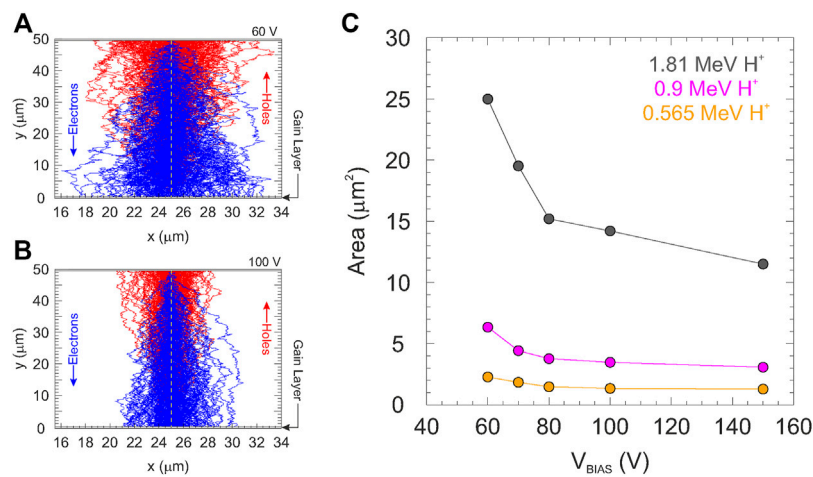 A
60 V
50
40
30
20
10
0
y (μm)
Electrons
Holes
Gain Layer
16 18 20 22 24 26 28 30 32 34
x (μm)
B
100 V
50
40
30
20
10
0
y (μm)
Electrons
Holes
Gain Layer
16 18 20 22 24 26 28 30 32 34
x (μm)
C
30
25
20
15
10
5
0
Area (μm²)
1.81 MeV H⁺
0.9 MeV H⁺
0.565 MeV H⁺
40 60 80 100 120 140 160
V_BIAS (V)